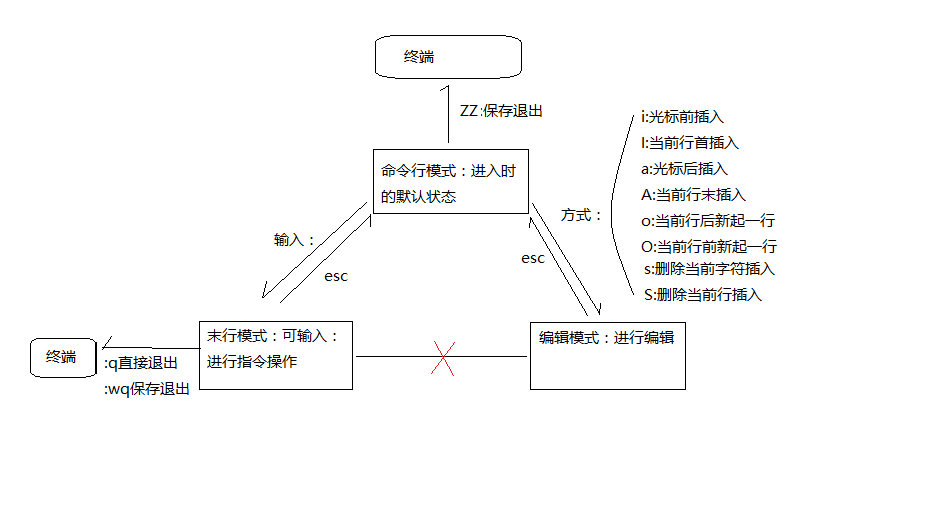 终端
ZZ:保存退出
命令行模式：进入时
的默认状态
i:光标前插入
I:当前行首插入
a:光标后插入
A:当前行末插入
o:当前行后新起一行
O:当前行前新起一行
s:删除当前字符插入
S:删除当前行插入
方式：
输入：
esc
esc
末行模式：可输入：
进行指令操作
编辑模式：进行编辑
终端
:q直接退出
:wq保存退出